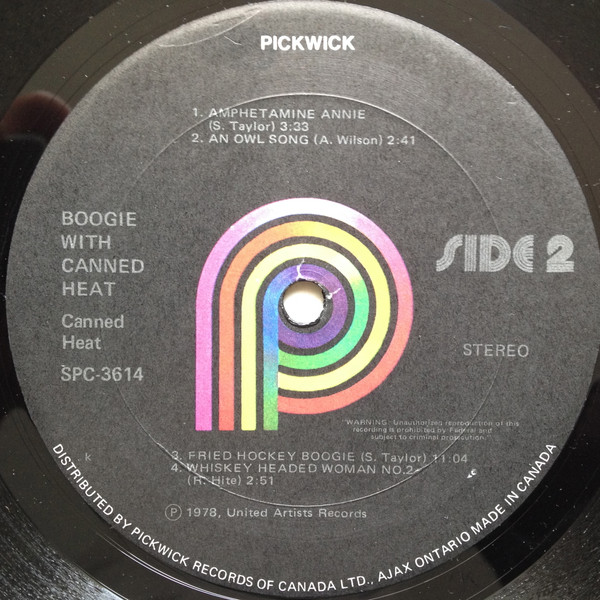 PICKWICK
1. AMPHETAMINE ANNIE
(S. Taylor) 3:33
2. AN OWL SONG (A. Wilson) 2:41
BOOGIE
WITH
CANNED
HEAT
Canned
Heat
SPC-3614
SIDE 2
STEREO
"WARNING: Unauthorized reproduction of this
recording is prohibited by Federal and
subject to criminal prosecution."
3. FRIED HOCKEY BOOGIE (S. Taylor) 11:04
4. WHISKEY HEADED WOMAN NO.2
(R. Hite) 2:51
k
Ⓟ 1978, United Artists Records
DISTRIBUTED BY PICKWICK RECORDS OF CANADA LTD., AJAX ONTARIO MADE IN CANADA